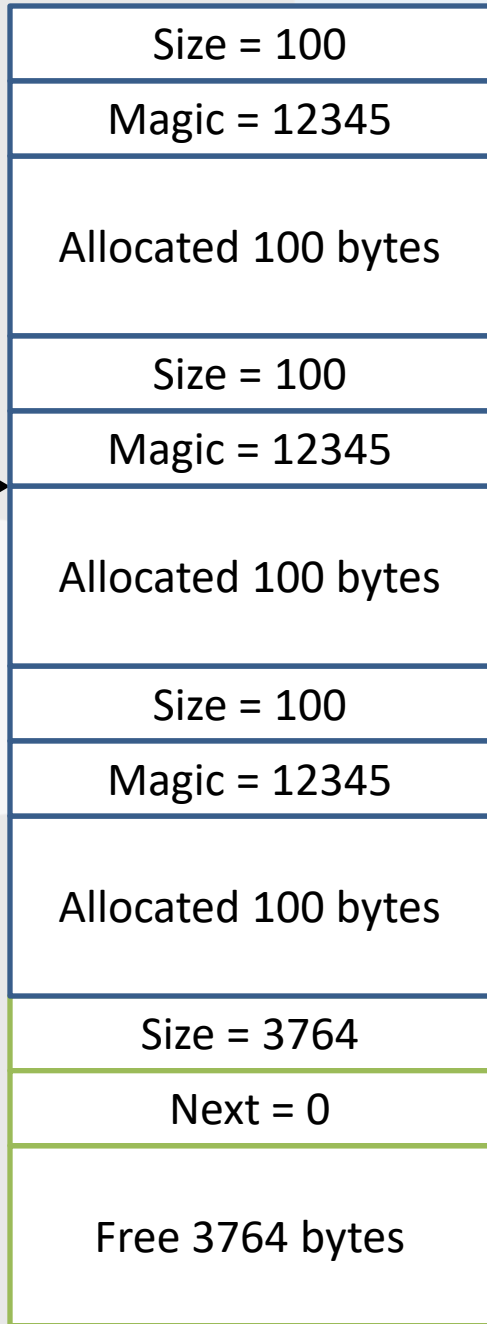 Size = 100
Magic = 12345
Allocated 100 bytes
Size = 100
Magic = 12345
Allocated 100 bytes
Size = 100
Magic = 12345
Allocated 100 bytes
Size = 3764
Next = 0
Free 3764 bytes